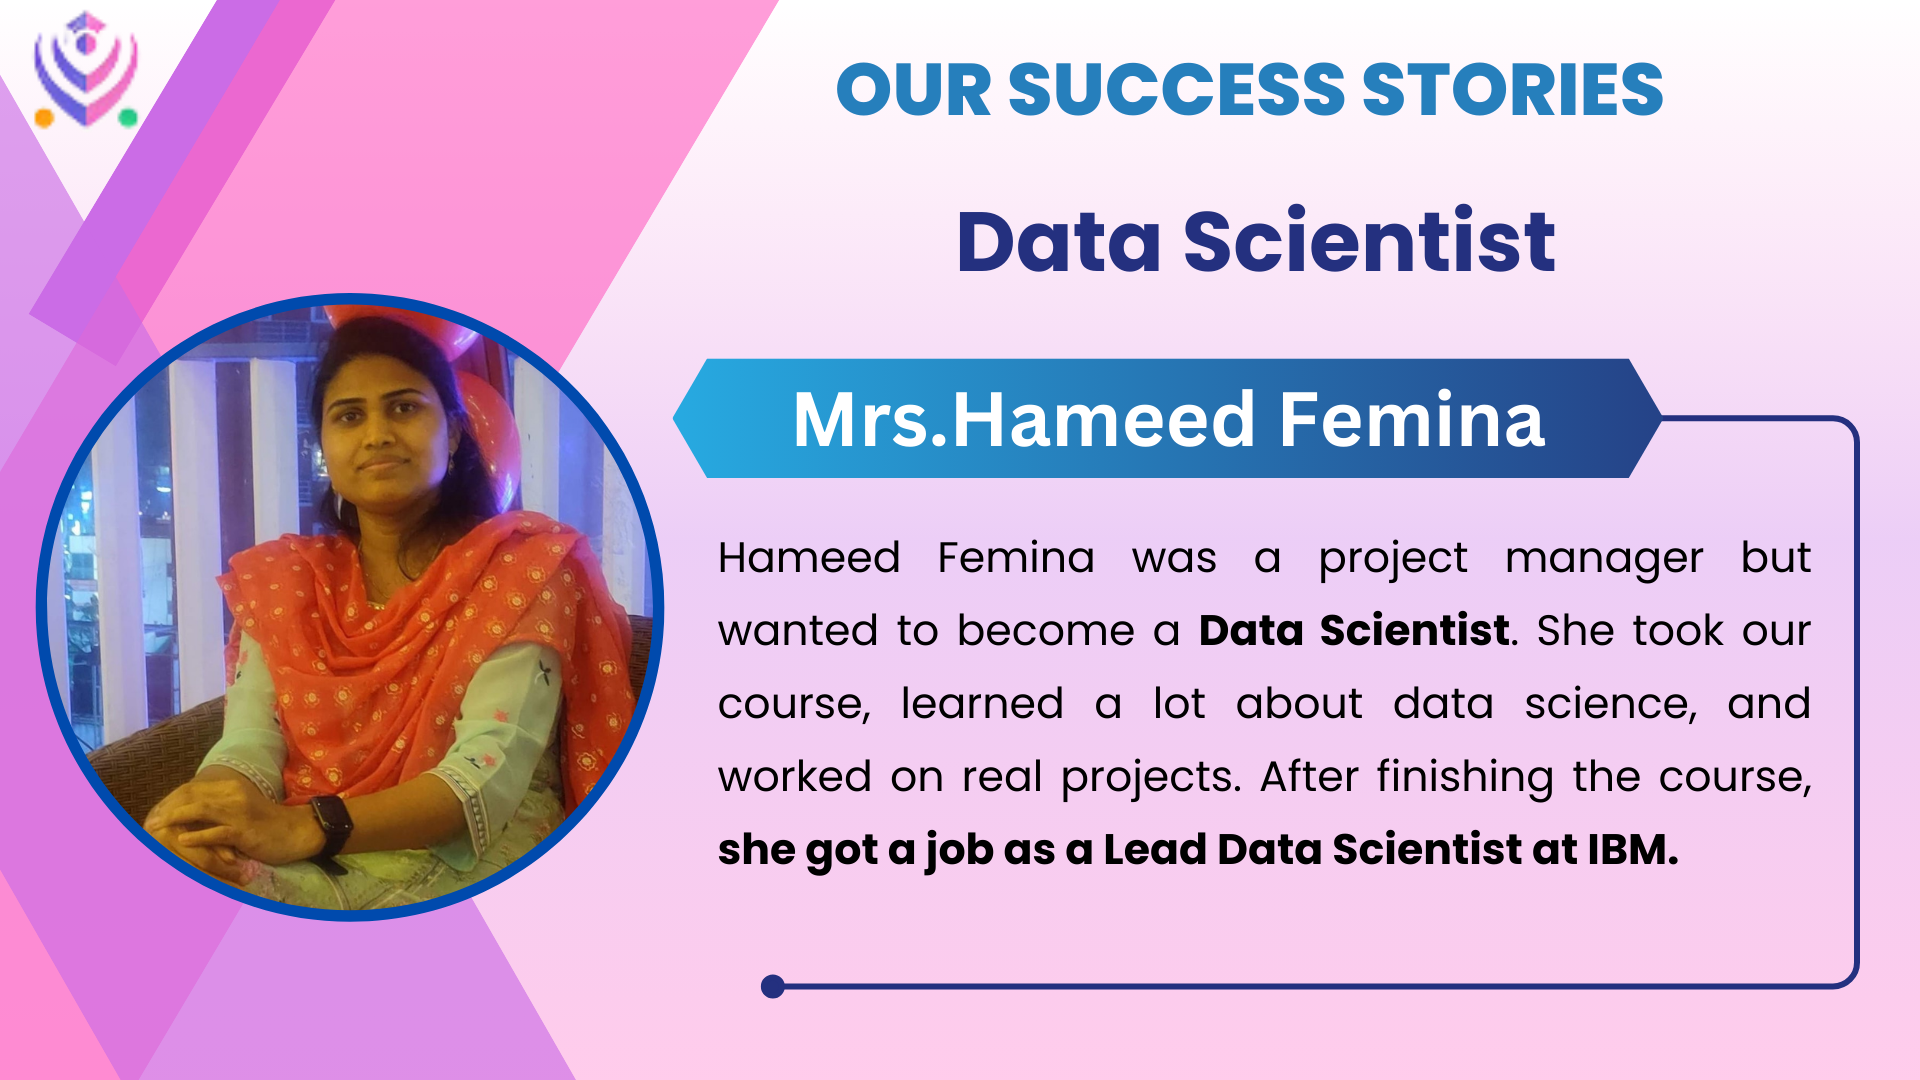 OUR SUCCESS STORIES
Data Scientist
Mrs.Hameed Femina
Hameed Femina was a project manager but
wanted to become a Data Scientist. She took our
course, learned a lot about data science, and
worked on real projects. After finishing the course,
she got a job as a Lead Data Scientist at IBM.